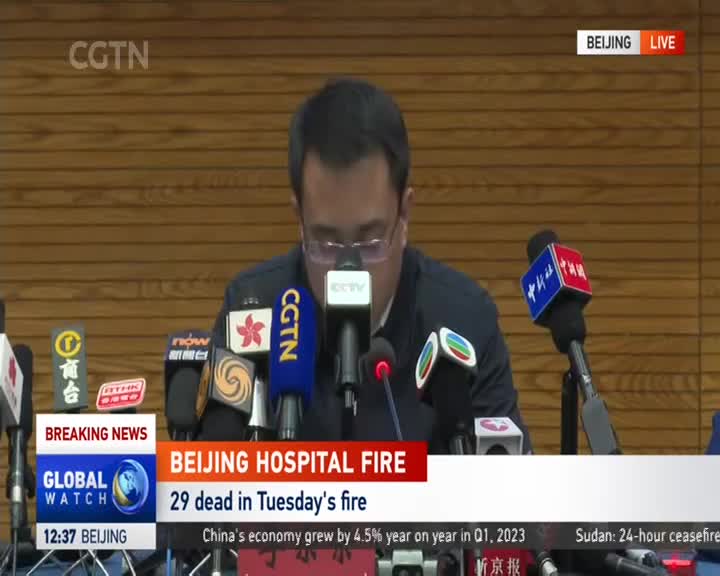 CGTN
BEIJING LIVE
CCTV
CGTN
中新社
中新網
now
新聞台
商台
RTHK
香港電台
BREAKING NEWS
GLOBAL
WATCH
BEIJING HOSPITAL FIRE
29 dead in Tuesday's fire
12:37 BEIJING
China's economy grew by 4.5% year on year in Q1, 2023 Sudan: 24-hour ceasefire
新京报